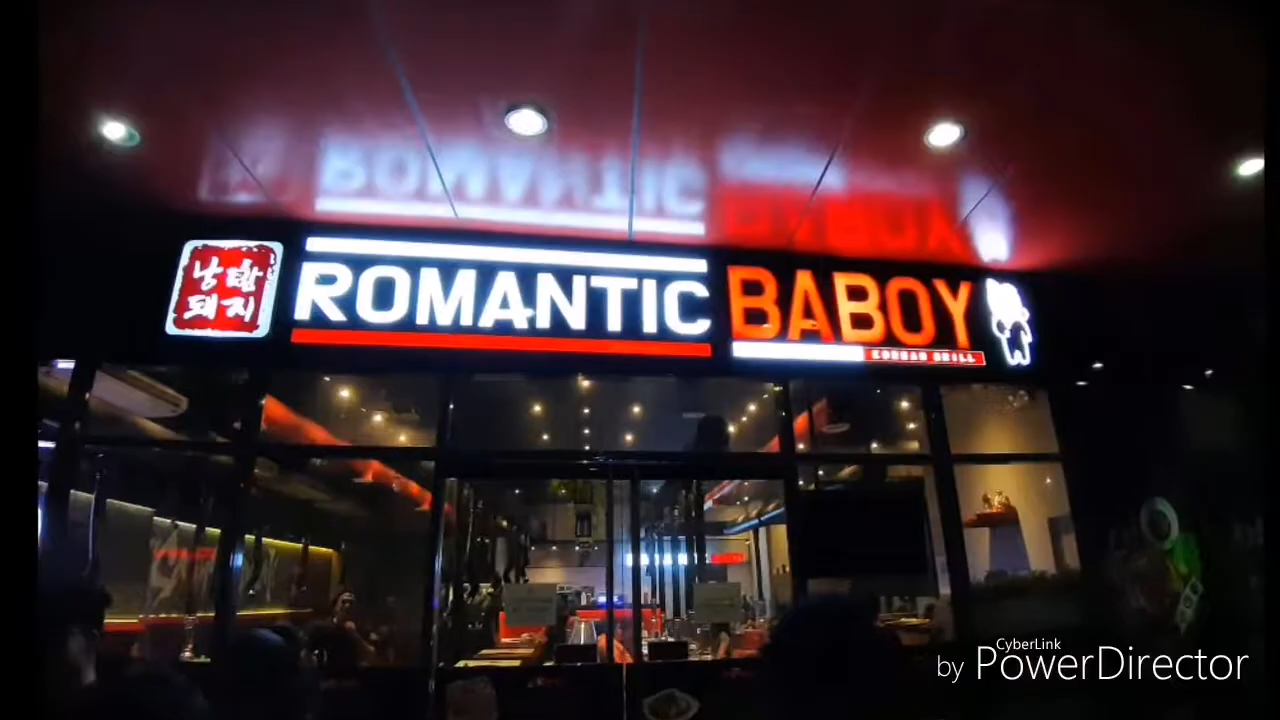 낭만
돼지
ROMANTIC BABOY
KOREAN GRILL
CyberLink
by PowerDirector